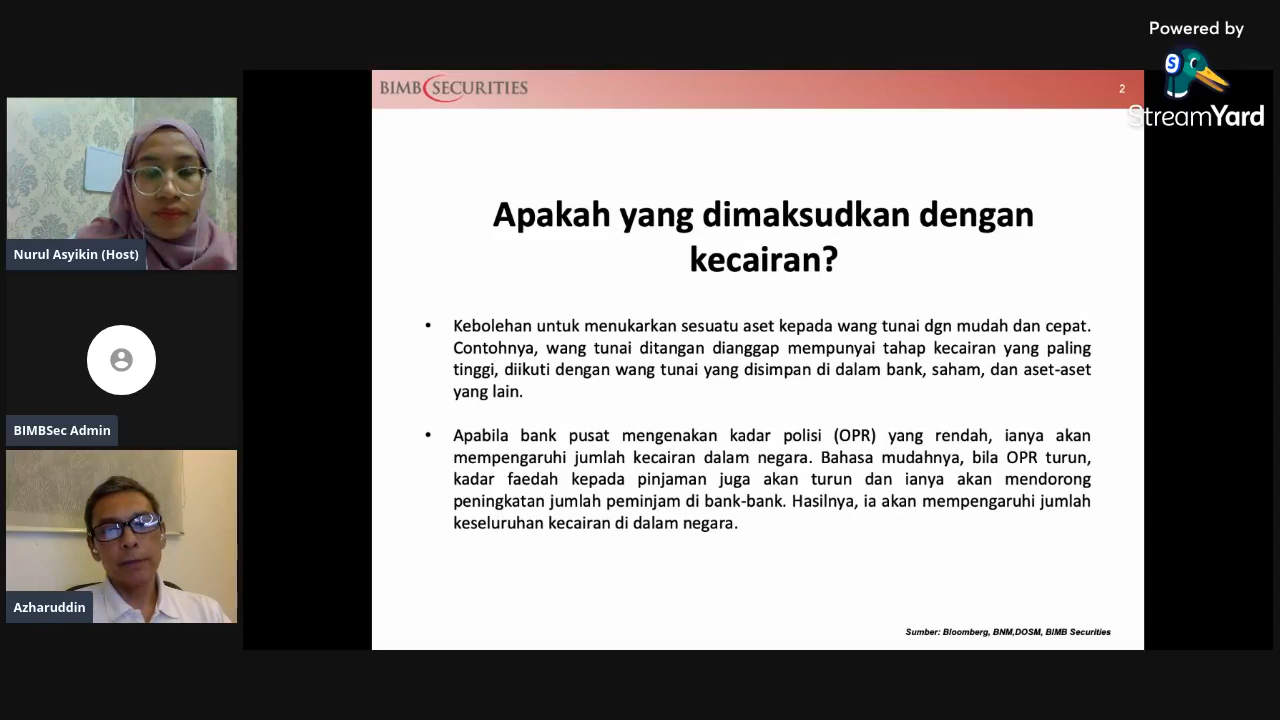 Powered by
StreamYard
BIMB SECURITIES
2
Apakah yang dimaksudkan dengan
kecairan?
• Kebolehan untuk menukarkan sesuatu aset kepada wang tunai dgn mudah dan cepat.
Contohnya, wang tunai ditangan dianggap mempunyai tahap kecairan yang paling
tinggi, diikuti dengan wang tunai yang disimpan di dalam bank, saham, dan aset-aset
yang lain.
• Apabila bank pusat mengenakan kadar polisi (OPR) yang rendah, ianya akan
mempengaruhi jumlah kecairan dalam negara. Bahasa mudahnya, bila OPR turun,
kadar faedah kepada pinjaman juga akan turun dan ianya akan mendorong
peningkatan jumlah peminjam di bank-bank. Hasilnya, ia akan mempengaruhi jumlah
keseluruhan kecairan di dalam negara.
Sumber: Bloomberg, BNM,DOSM, BIMB Securities
Nurul Asyikin (Host)
BIMBSec Admin
Azharuddin